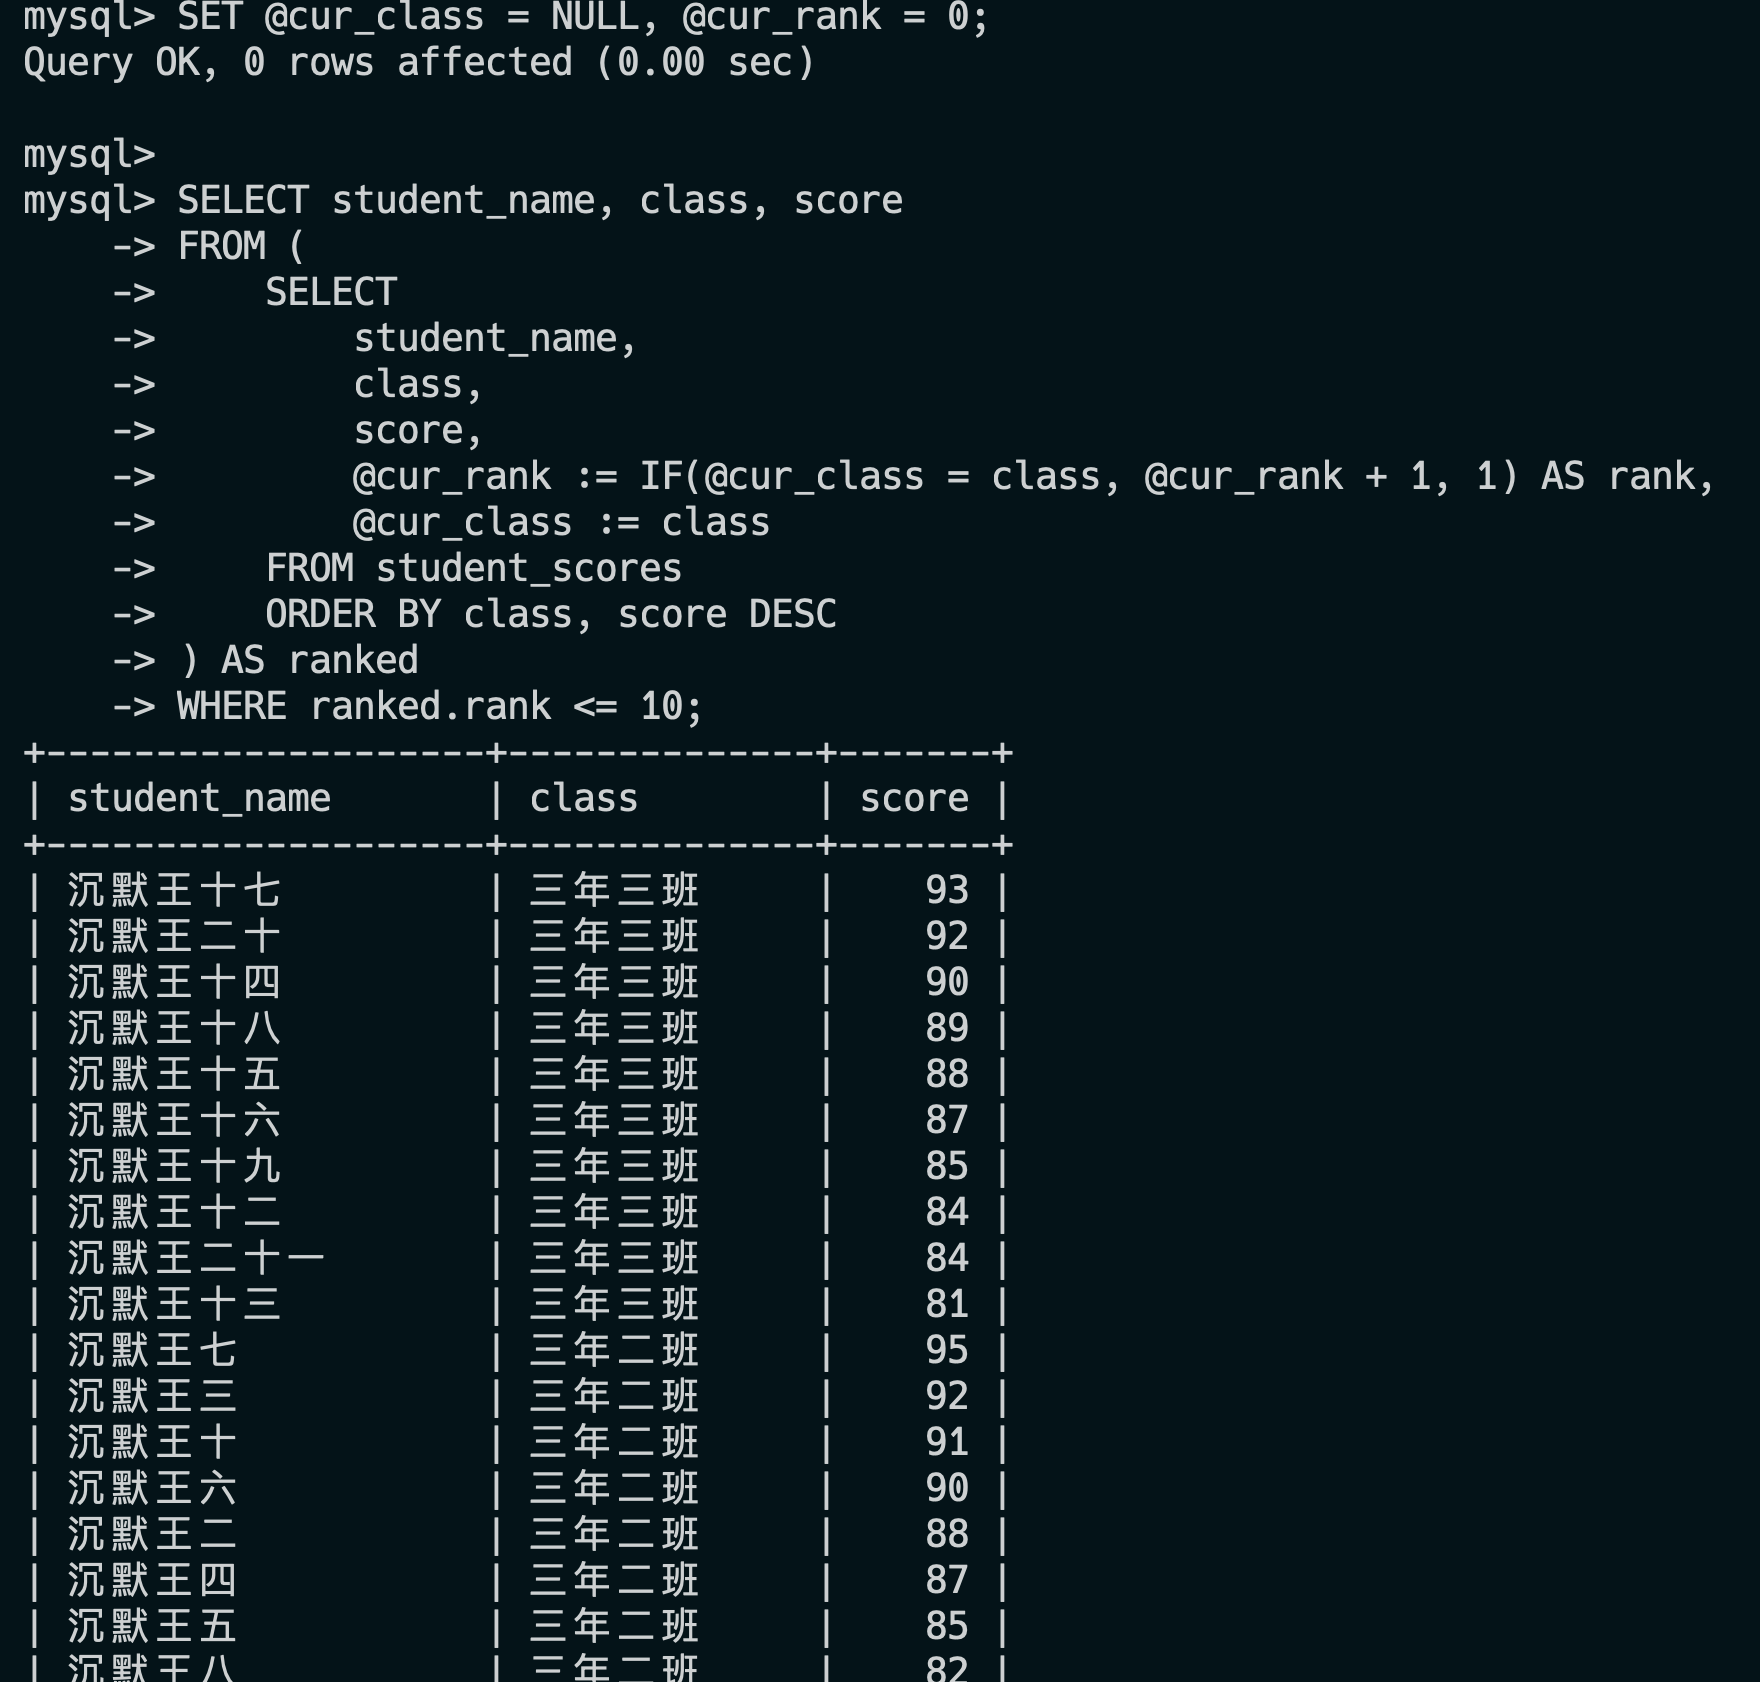 mysql> SET @cur_class = NULL, @cur_rank = 0;
Query OK, 0 rows affected (0.00 sec)
mysql>
mysql> SELECT student_name, class, score
    -> FROM (
    ->     SELECT
    ->         student_name,
    ->         class,
    ->         score,
    ->         @cur_rank := IF(@cur_class = class, @cur_rank + 1, 1) AS rank,
    ->         @cur_class := class
    ->     FROM student_scores
    ->     ORDER BY class, score DESC
    -> ) AS ranked
    -> WHERE ranked.rank <= 10;
+--------------------+--------------+-------+
| student_name       | class        | score |
+--------------------+--------------+-------+
| 沉默王十七         | 三年三班     |    93 |
| 沉默王二十         | 三年三班     |    92 |
| 沉默王十四         | 三年三班     |    90 |
| 沉默王十八         | 三年三班     |    89 |
| 沉默王十五         | 三年三班     |    88 |
| 沉默王十六         | 三年三班     |    87 |
| 沉默王十九         | 三年三班     |    85 |
| 沉默王十二         | 三年三班     |    84 |
| 沉默王二十一       | 三年三班     |    84 |
| 沉默王十三         | 三年三班     |    81 |
| 沉默王七           | 三年二班     |    95 |
| 沉默王三           | 三年二班     |    92 |
| 沉默王十           | 三年二班     |    91 |
| 沉默王六           | 三年二班     |    90 |
| 沉默王二           | 三年二班     |    88 |
| 沉默王四           | 三年二班     |    87 |
| 沉默王五           | 三年二班     |    85 |
| 沉默王八           | 三年二班     |    82 |